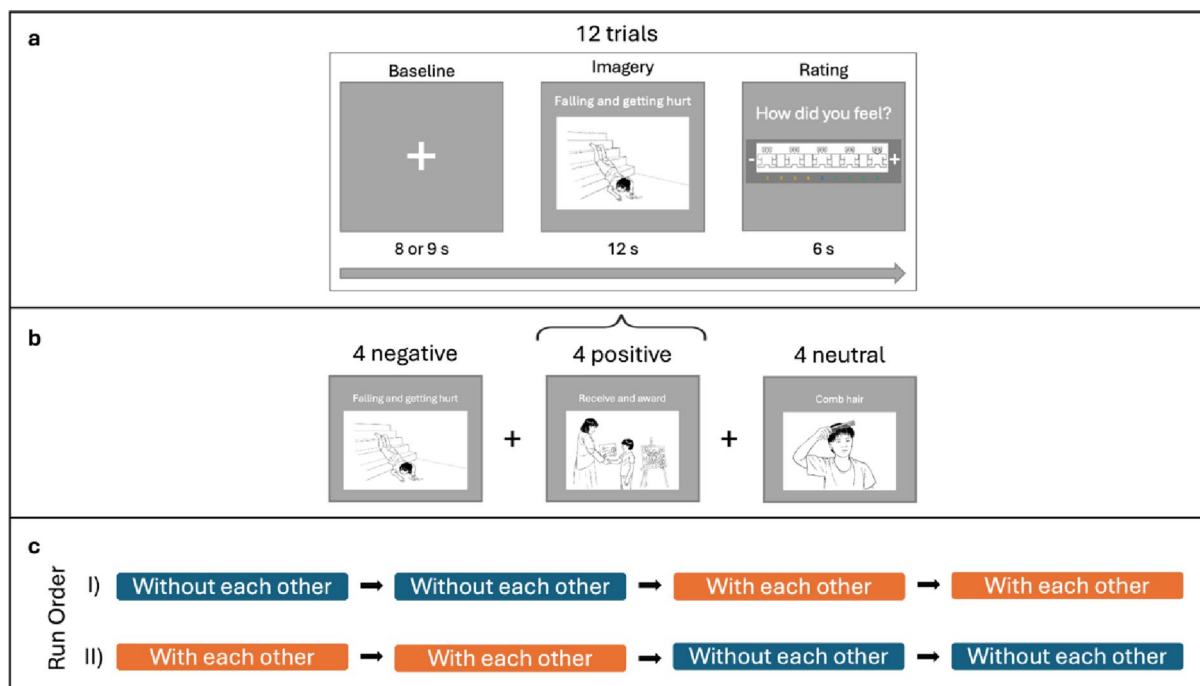 a
12 trials
Baseline
Imagery
Rating
Falling and getting hurt
How did you feel?
+
-
+
8 or 9 s
12 s
6 s
b
4 negative
4 positive
4 neutral
Falling and getting hurt
Receive and award
Comb hair
+
+
c
Run Order
I)
Without each other
Without each other
With each other
With each other
II)
With each other
With each other
Without each other
Without each other